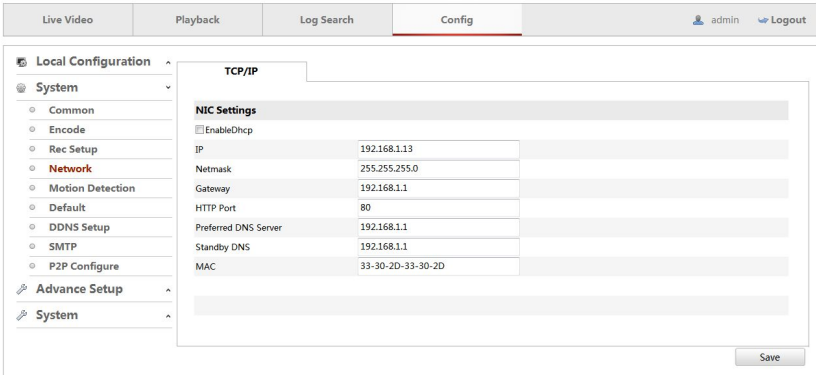 Live Video Playback Log Search Config admin Logout
Local Configuration
System
Common
Encode
Rec Setup
Network
Motion Detection
Default
DDNS Setup
SMTP
P2P Configure
Advance Setup
System
TCP/IP
NIC Settings
EnableDhcp
IP 192.168.1.13
Netmask 255.255.255.0
Gateway 192.168.1.1
HTTP Port 80
Preferred DNS Server 192.168.1.1
Standby DNS 192.168.1.1
MAC 33-30-2D-33-30-2D
Save